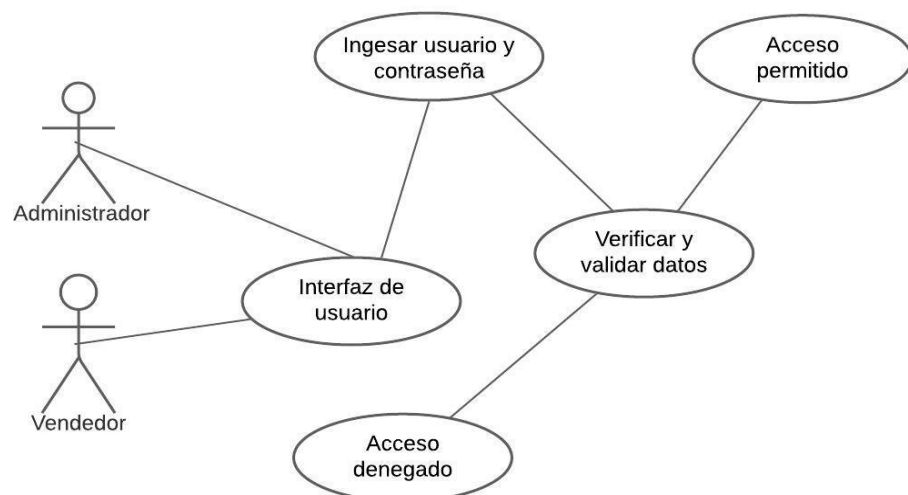 Ingesar usuario y
contraseña
Acceso
permitido
Administrador
Verificar y
validar datos
Interfaz de
usuario
Vendedor
Acceso
denegado